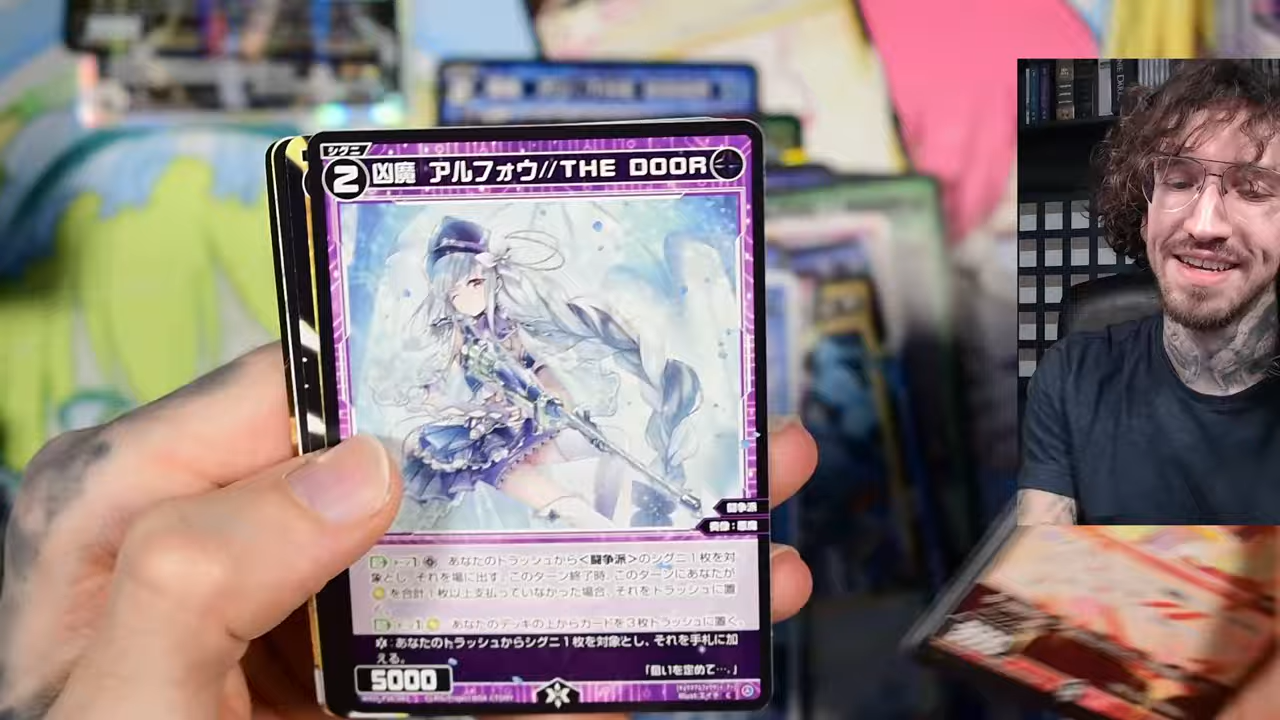 シグニ
2 凶魔 アルフォウ//THE DOOR
闘争派
奏像:悪魔
あなたのトラッシュから<闘争派>のシグニ1枚を対
象とし、それを場に出す。このターン終了時、このターンにあなたが
を合計1枚以上支払っていなかった場合、それをトラッシュに置
あなたのデッキの上からカードを3枚トラッシュに置く。
:あなたのトラッシュからシグニ1枚を対象とし、それを手札に加
える。
「狙いを定めて…。」
5000